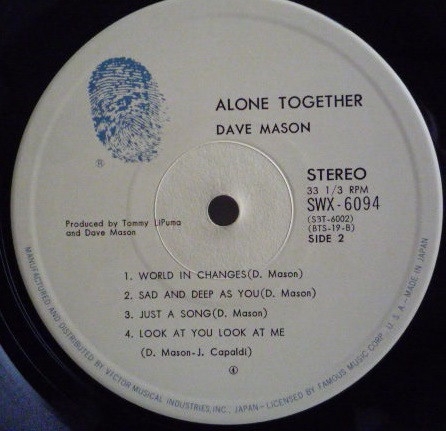 ALONE TOGETHER
DAVE MASON
®
STEREO
33 1/3 RPM
SWX-6094
(SBT-6002)
(BTS-19-B)
SIDE 2
Produced by Tommy LiPuma
and Dave Mason
1. WORLD IN CHANGES(D. Mason)
2. SAD AND DEEP AS YOU(D. Mason)
3. JUST A SONG(D. Mason)
4. LOOK AT YOU LOOK AT ME
(D. Mason-J. Capaldi)
MANUFACTURED AND DISTRIBUTED BY VICTOR MUSICAL INDUSTRIES, INC., JAPAN-LICENSED BY FAMOUS MUSIC CORP. U. S. A.-MADE IN JAPAN